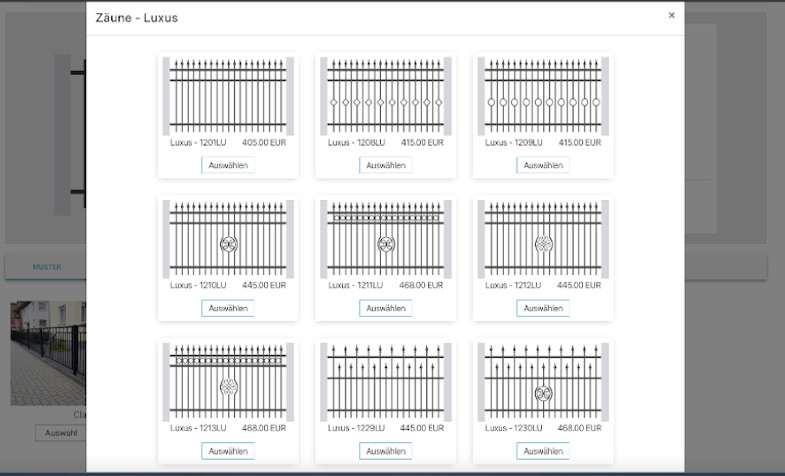 Zäune - Luxus
×
Luxus - 1201LU 405.00 EUR
Auswählen
Luxus - 1208LU 415.00 EUR
Auswählen
Luxus - 1209LU 415.00 EUR
Auswählen
Luxus - 1210LU 445.00 EUR
Auswählen
Luxus - 1211LU 468.00 EUR
Auswählen
Luxus - 1212LU 445.00 EUR
Auswählen
MUSTER
Luxus - 1213LU 468.00 EUR
Auswählen
Luxus - 1229LU 445.00 EUR
Auswählen
Luxus - 1230LU 468.00 EUR
Auswählen
Cla
Auswahl